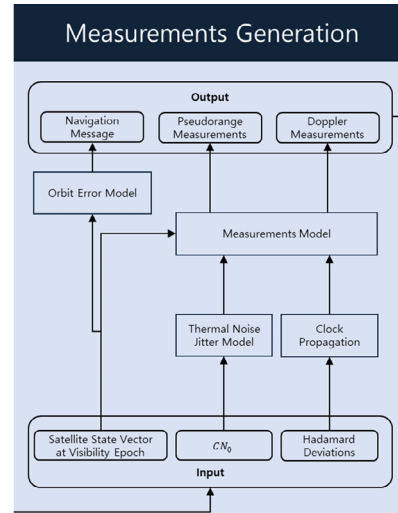 Measurements Generation
Output
Navigation
Message
Pseudorange
Measurements
Doppler
Measurements
Orbit Error Model
Measurements Model
Thermal Noise
Jitter Model
Clock
Propagation
Satellite State Vector
at Visibility Epoch
CN₀
Hadamard
Deviations
Input